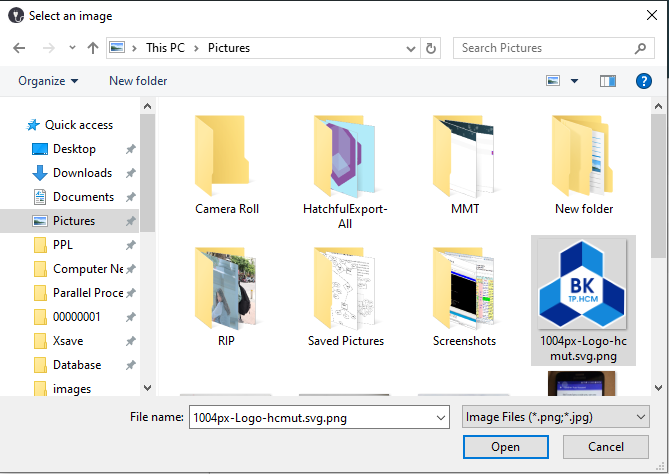 Select an image
This PC
Pictures
Search Pictures
Organize
New folder
Quick access
Desktop
Downloads
Documents
Pictures
PPL
Computer Ne
Parallel Proce
00000001
Xsave
Database
images
Camera Roll
HatchfulExport-
All
MMT
New folder
RIP
Saved Pictures
Screenshots
BK
TP.HCM
1004px-Logo-hc
mut.svg.png
File name:
1004px-Logo-hcmut.svg.png
Image Files (*.png;*.jpg)
Open
Cancel